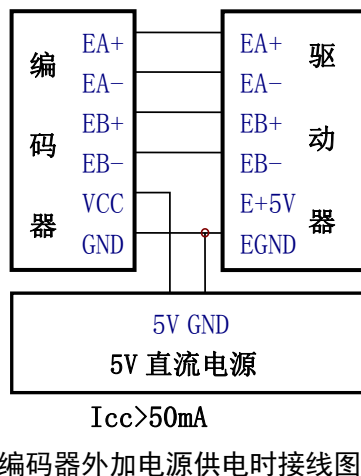 编码器
EA+
EA-
EB+
EB-
VCC
GND
EA+
EA-
EB+
EB-
E+5V
EGND
驱动器
5V GND
5V 直流电源
Icc>50mA
编码器外加电源供电时接线图